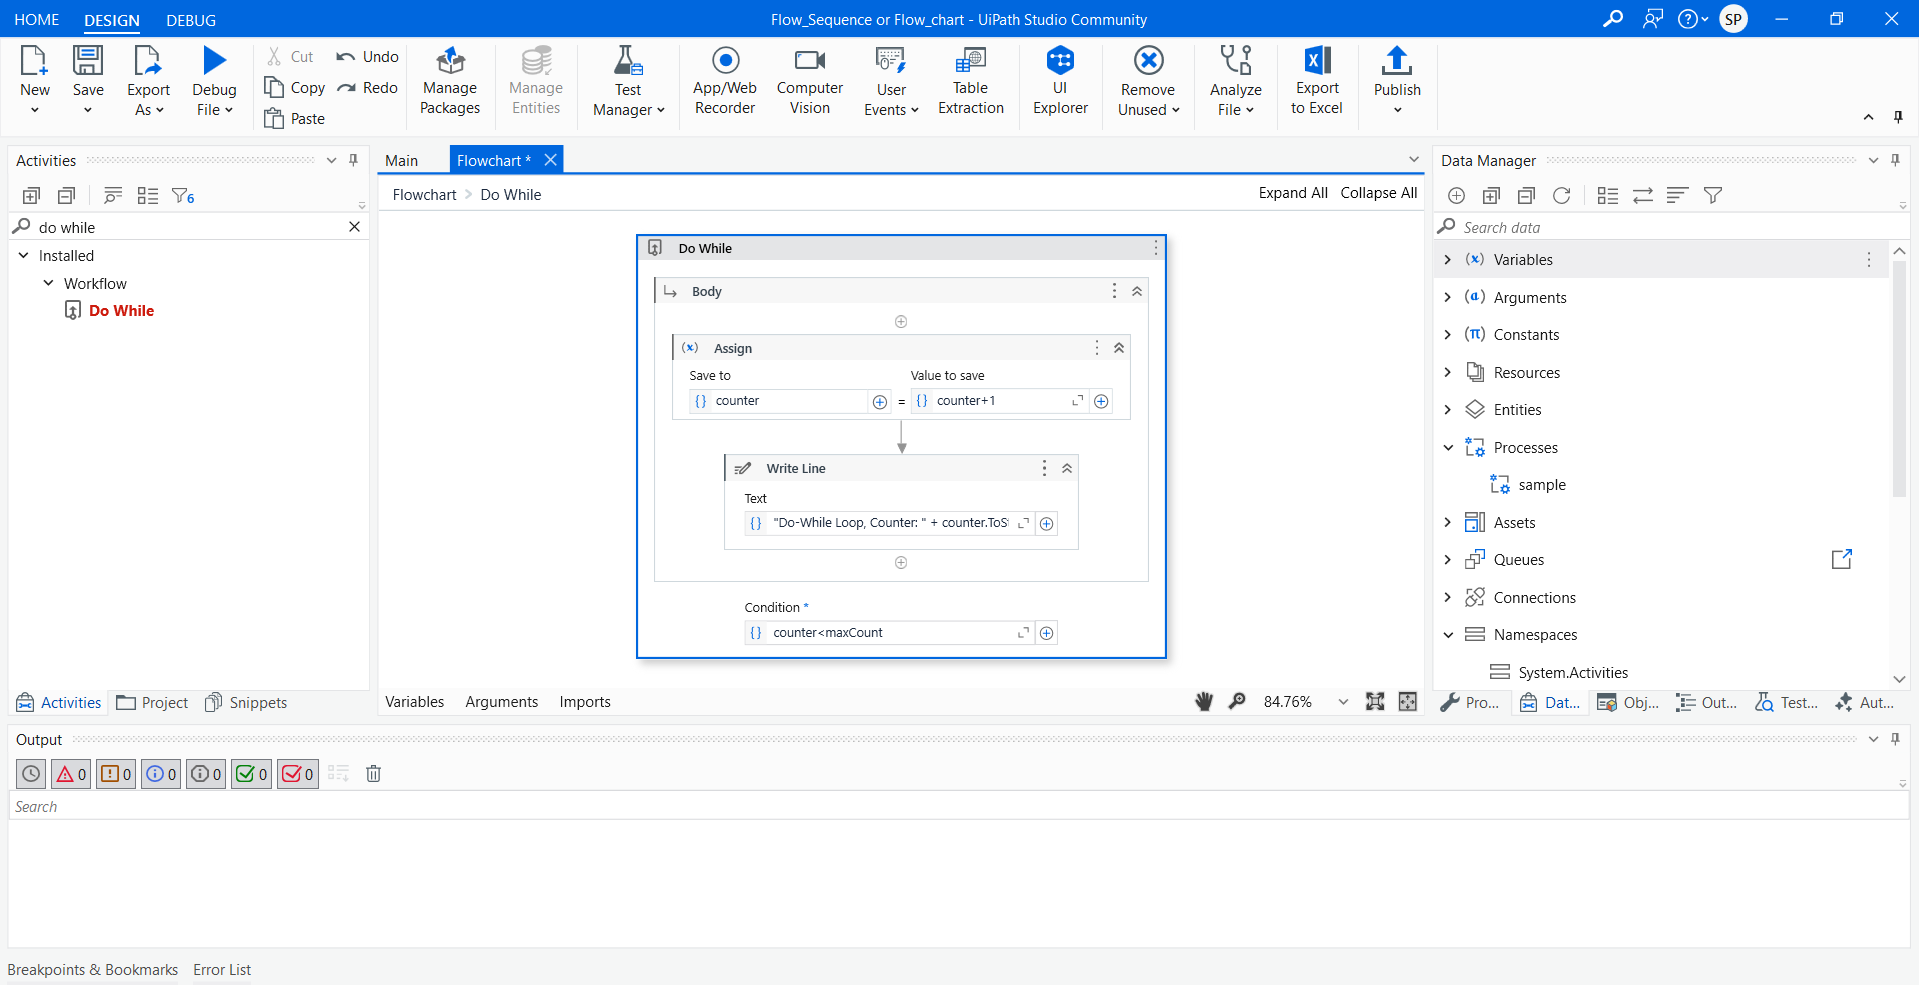 HOME DESIGN DEBUG
Flow_Sequence or Flow_chart - UiPath Studio Community
SP
New
Save
Export As
Debug File
Cut
Copy
Paste
Undo
Redo
Manage Packages
Manage Entities
Test Manager
App/Web Recorder
Computer Vision
User Events
Table Extraction
UI Explorer
Remove Unused
Analyze File
Export to Excel
Publish
Activities
6
do while
Installed
Workflow
Do While
Activities Project Snippets
Main Flowchart *
Flowchart > Do While
Expand All Collapse All
Do While
Body
Assign
Save to Value to save
counter = counter+1
Write Line
Text
"Do-While Loop, Counter: " + counter.ToS
Condition *
counter<maxCount
Variables Arguments Imports
84.76%
Data Manager
Search data
Variables
Arguments
Constants
Resources
Entities
Processes
sample
Assets
Queues
Connections
Namespaces
System.Activities
Pro... Dat... Obj... Out... Test... Aut...
Output
0 0 0 0 0 0
Search
Breakpoints & Bookmarks Error List